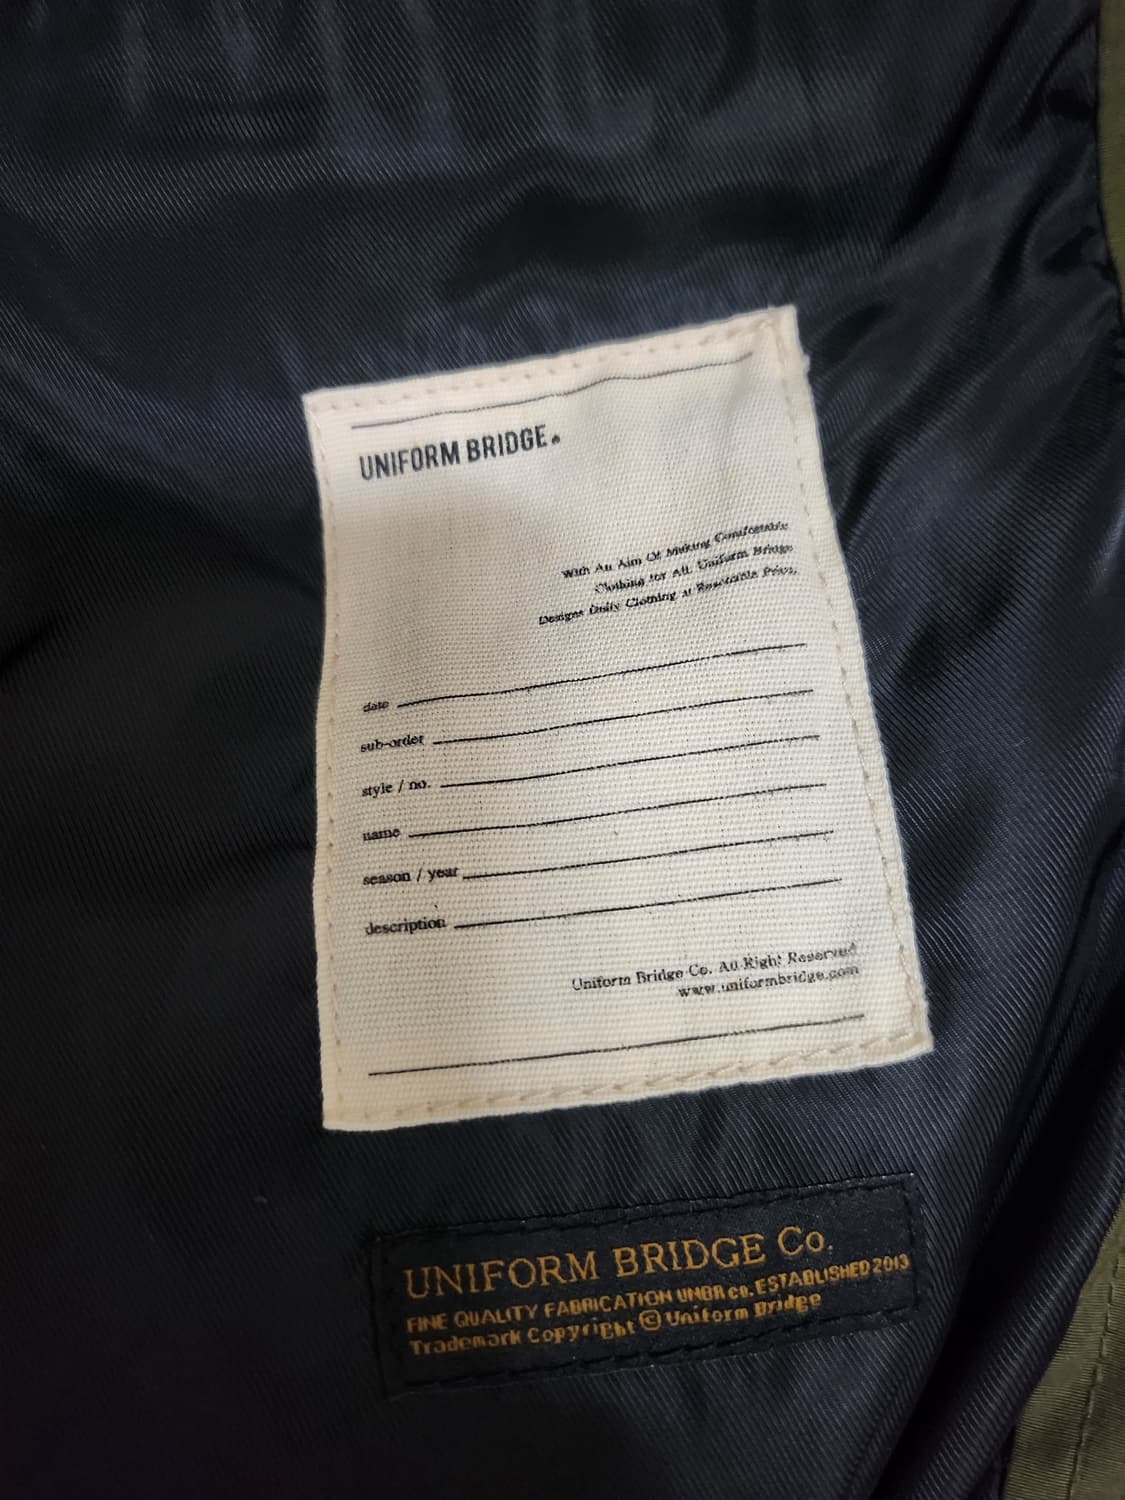 UNIFORM BRIDGE.
With An Aim Of Making Comfortable
Clothing for All. Uniform Bridge
Designs Daily Clothing at Reasonable Price.
date
sub-order
style / no.
name
season / year
description
Uniform Bridge Co. All Right Reserved
www.uniformbridge.com
UNIFORM BRIDGE Co.
FINE QUALITY FABRICATION UNBR co. ESTABLISHED 2013
Trademark Copyright © Uniform Bridge